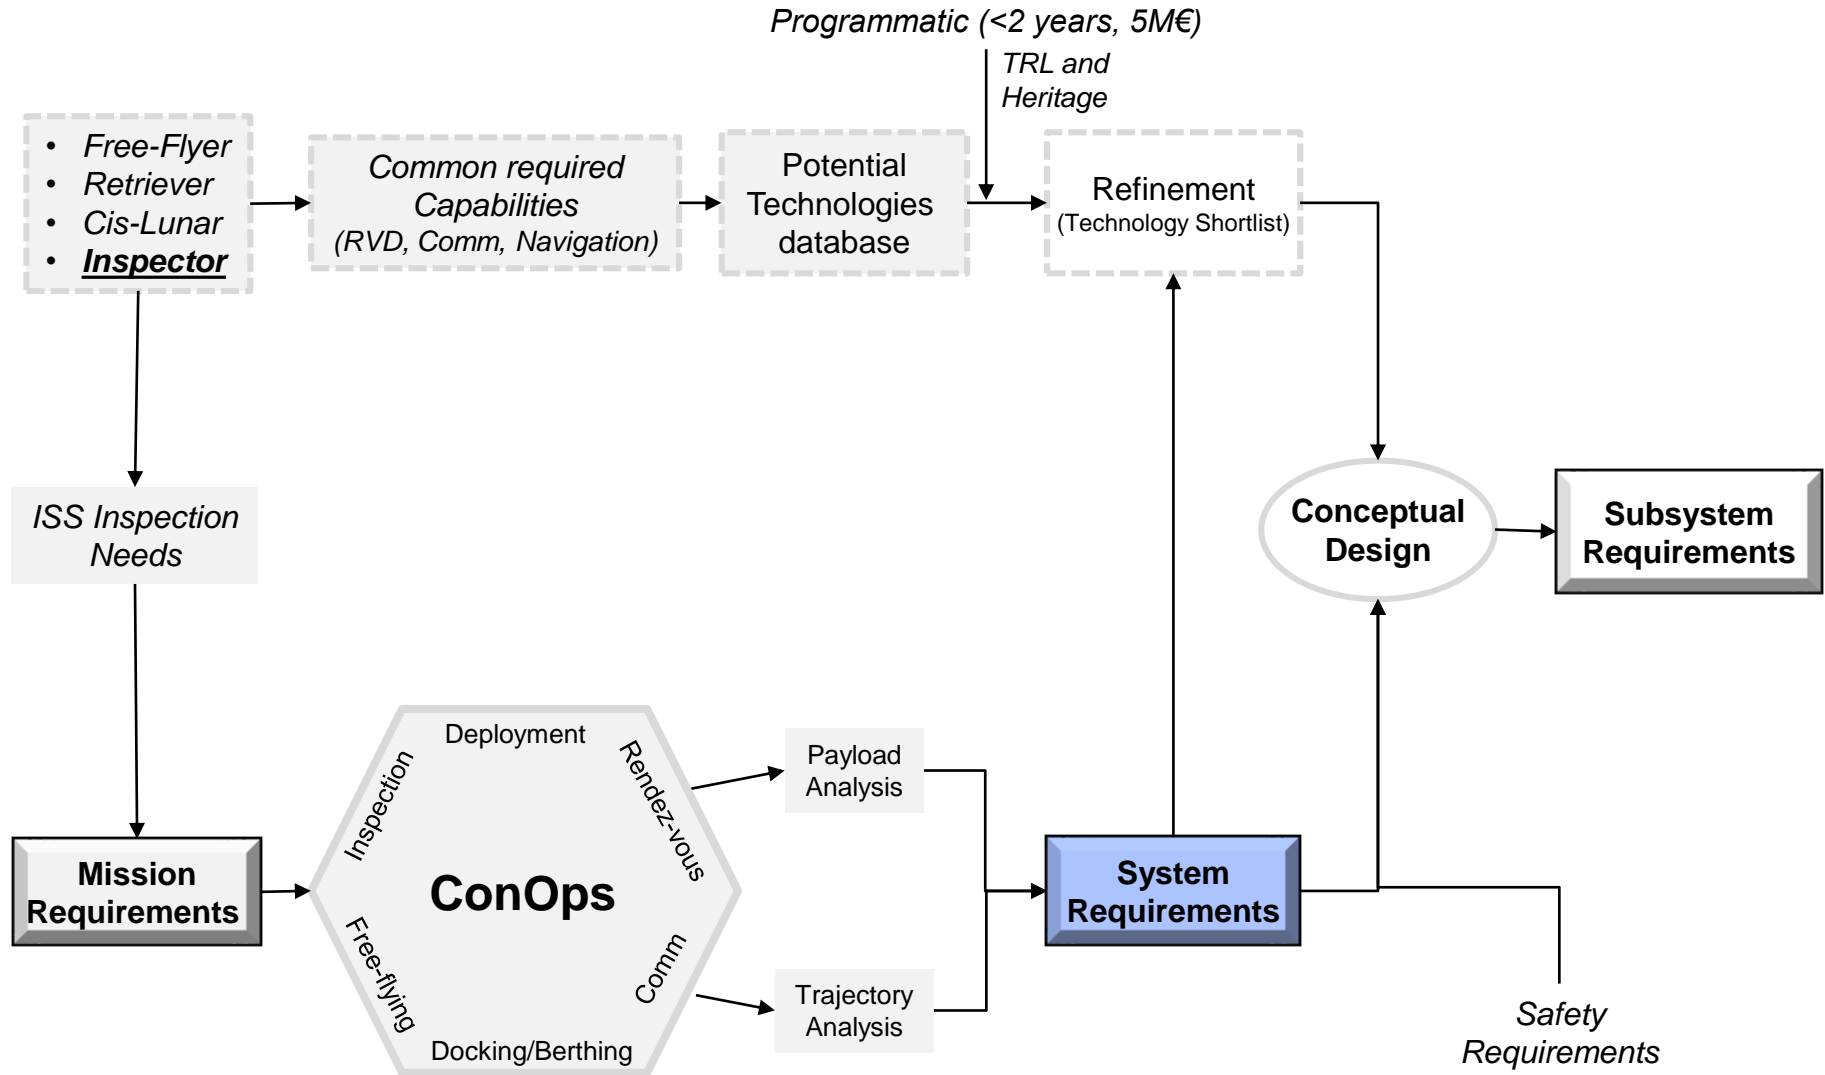 Programmatic (<2 years, 5M€)
TRL and
Heritage
• Free-Flyer
• Retriever
• Cis-Lunar
• Inspector
Common required
Capabilities
(RVD, Comm, Navigation)
Potential
Technologies
database
Refinement
(Technology Shortlist)
ISS Inspection
Needs
Conceptual
Design
Subsystem
Requirements
Mission
Requirements
Deployment
Inspection
Rendez-vous
ConOps
Free-flying
Comm
Docking/Berthing
Payload
Analysis
Trajectory
Analysis
System
Requirements
Safety
Requirements